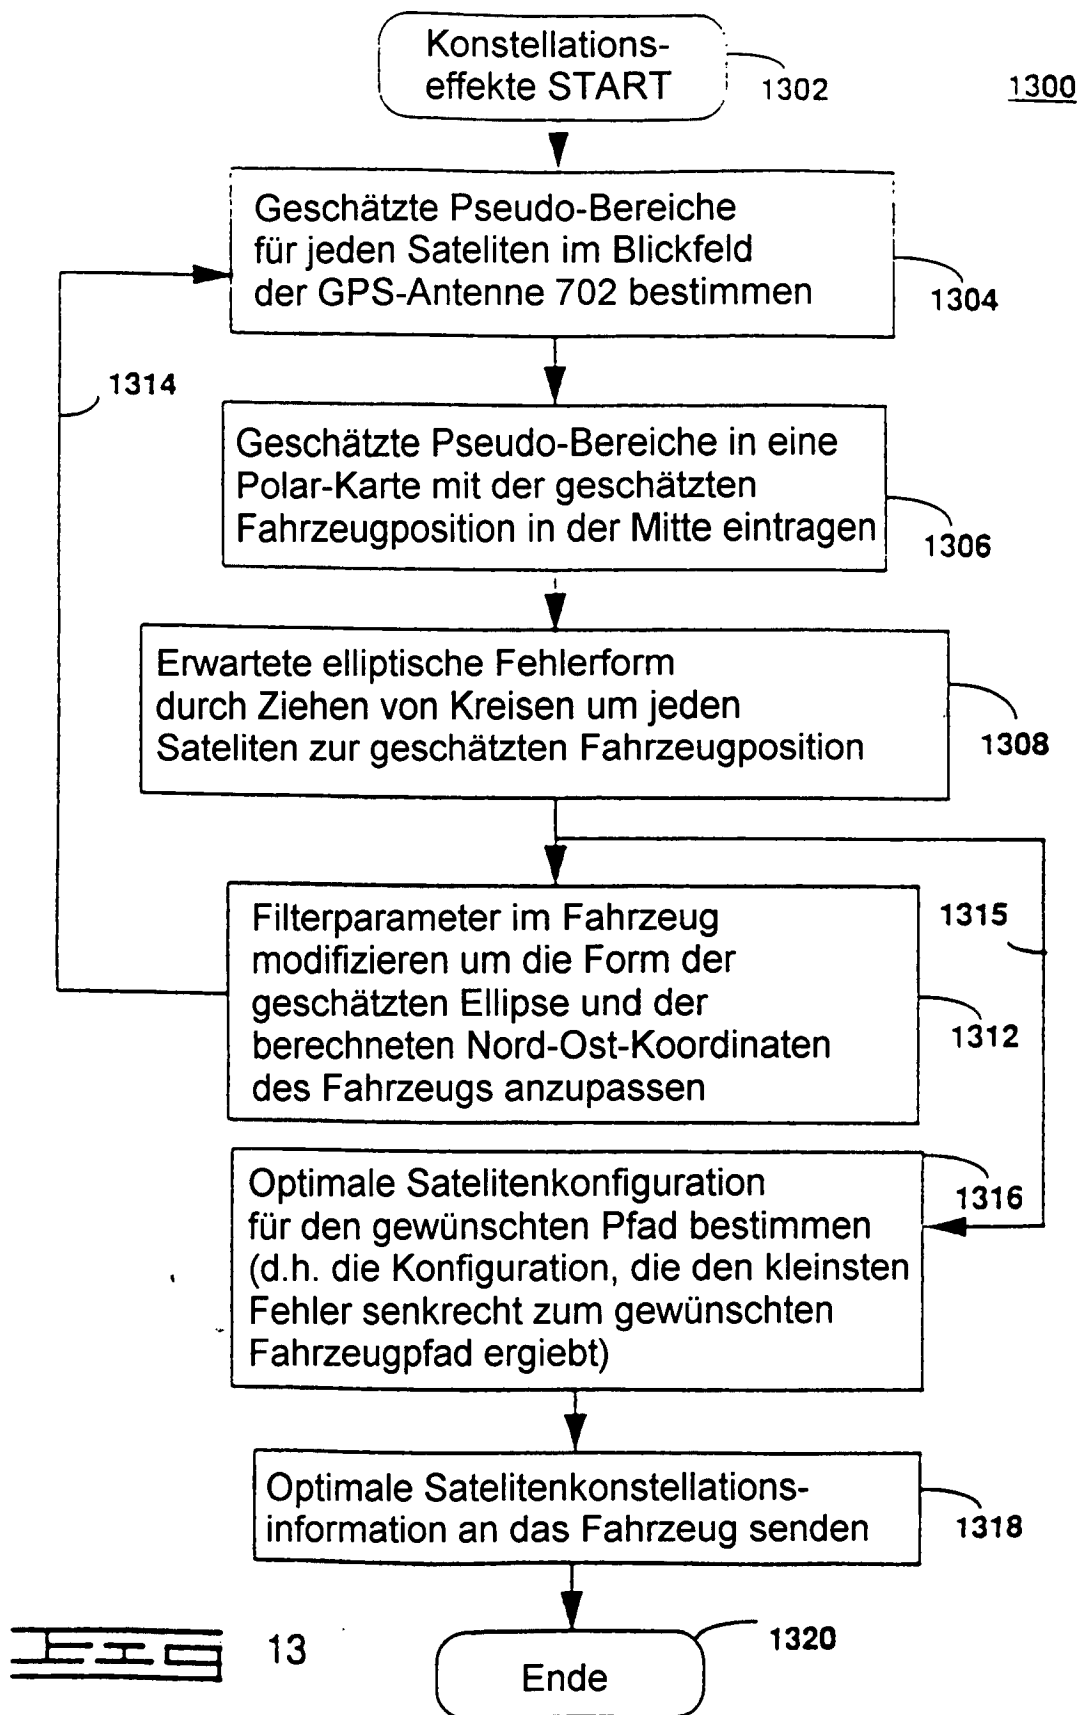 Konstellations-
effekte START
1302
1300
Geschätzte Pseudo-Bereiche
für jeden Sateliten im Blickfeld
der GPS-Antenne 702 bestimmen
1304
1314
Geschätzte Pseudo-Bereiche in eine
Polar-Karte mit der geschätzten
Fahrzeugposition in der Mitte eintragen
1306
Erwartete elliptische Fehlerform
durch Ziehen von Kreisen um jeden
Sateliten zur geschätzten Fahrzeugposition
1308
Filterparameter im Fahrzeug
modifizieren um die Form der
geschätzten Ellipse und der
berechneten Nord-Ost-Koordinaten
des Fahrzeugs anzupassen
1315
1312
Optimale Satelitenkonfiguration
für den gewünschten Pfad bestimmen
(d.h. die Konfiguration, die den kleinsten
Fehler senkrecht zum gewünschten
Fahrzeugpfad ergiebt)
1316
Optimale Satelitenkonstellations-
information an das Fahrzeug senden
1318
Ende
1320
FIG 13